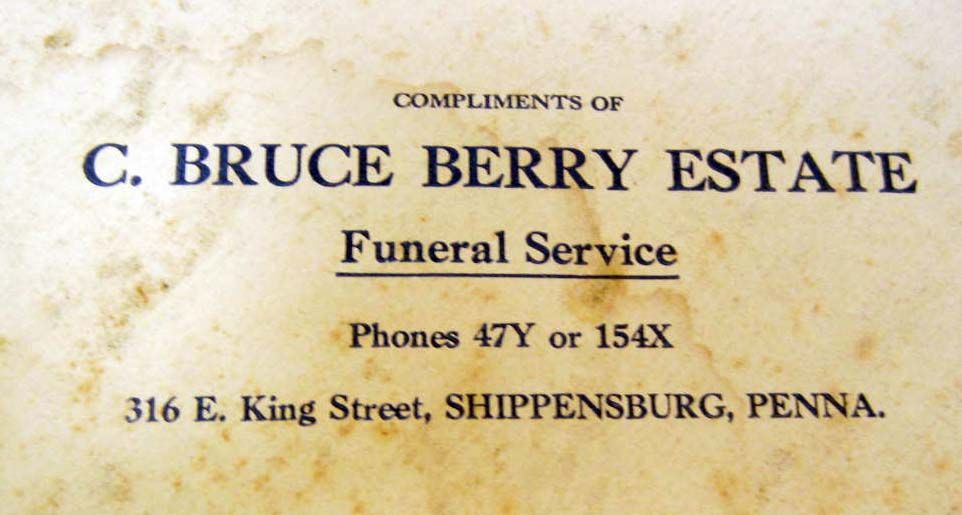 COMPLIMENTS OF
C. BRUCE BERRY ESTATE
Funeral Service
Phones 47Y or 154X
316 E. King Street, SHIPPENSBURG, PENNA.